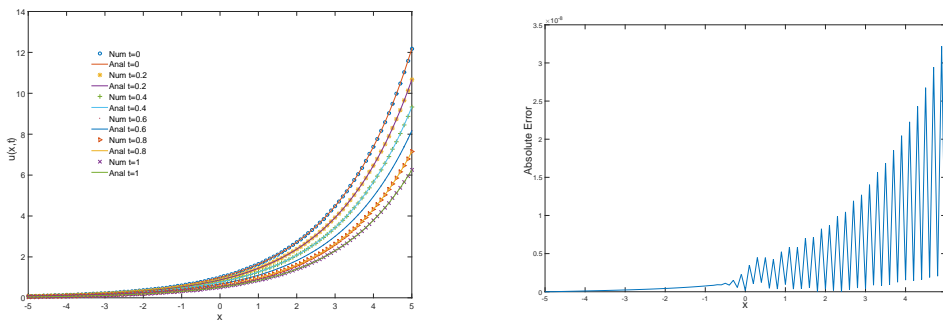 14
12
10
8
6
4
2
0
u(x,t)
Num t=0
Anal t=0
Num t=0.2
Anal t=0.2
Num t=0.4
Anal t=0.4
Num t=0.6
Anal t=0.6
Num t=0.8
Anal t=0.8
Num t=1
Anal t=1
-5 -4 -3 -2 -1 0 1 2 3 4 5
x
3.5 ×10-8
3
2.5
2
1.5
1
0.5
0
Absolute Error
-5 -4 -3 -2 -1 0 1 2 3 4
x